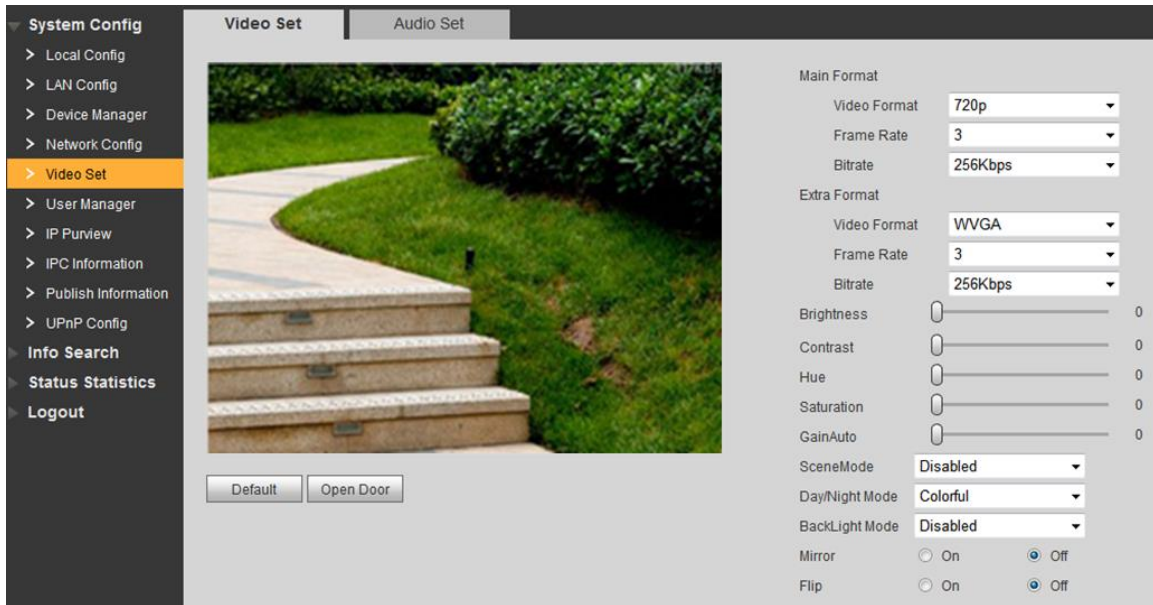 System Config
Local Config
LAN Config
Device Manager
Network Config
Video Set
User Manager
IP Purview
IPC Information
Publish Information
UPnP Config
Info Search
Status Statistics
Logout
Video Set
Audio Set
Default
Open Door
Main Format
Video Format 720p
Frame Rate 3
Bitrate 256Kbps
Extra Format
Video Format WVGA
Frame Rate 3
Bitrate 256Kbps
Brightness 0
Contrast 0
Hue 0
Saturation 0
GainAuto 0
SceneMode Disabled
Day/Night Mode Colorful
BackLight Mode Disabled
Mirror On Off
Flip On Off